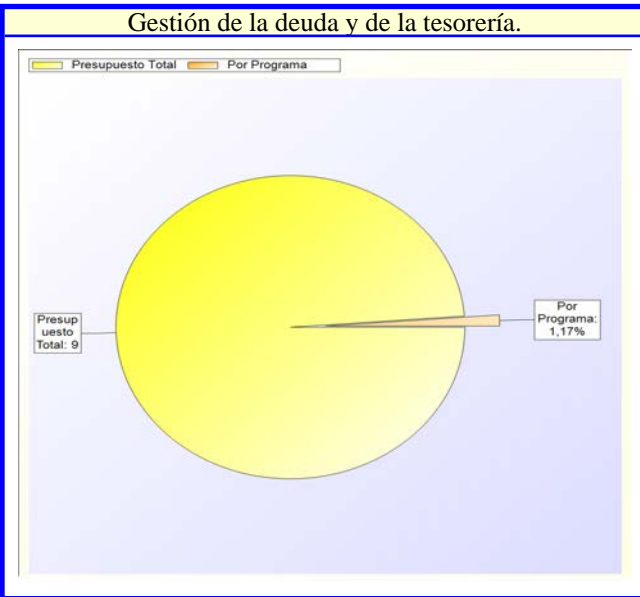 Gestión de la deuda y de la tesorería.
Presupuesto Total Por Programa
Presup
uesto
Total: 9
Por
Programa:
1,17%